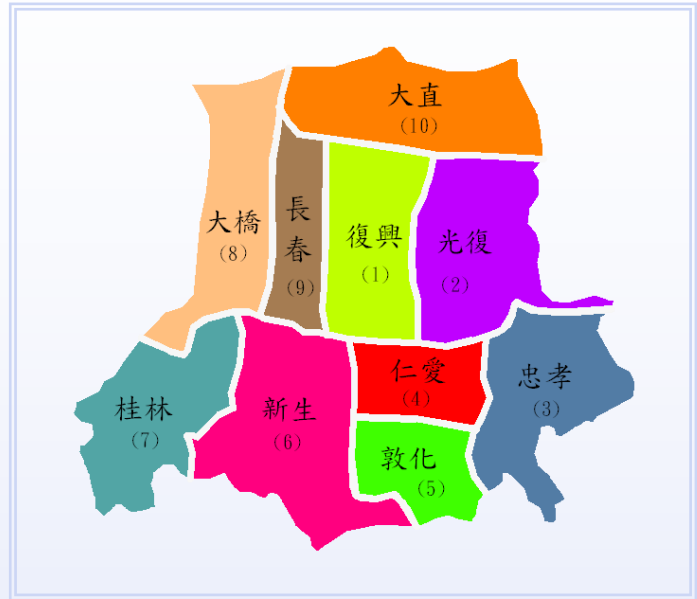 大直
(10)
大橋
(8)
長春
(9)
復興
(1)
光復
(2)
桂林
(7)
新生
(6)
仁愛
(4)
忠孝
(3)
敦化
(5)